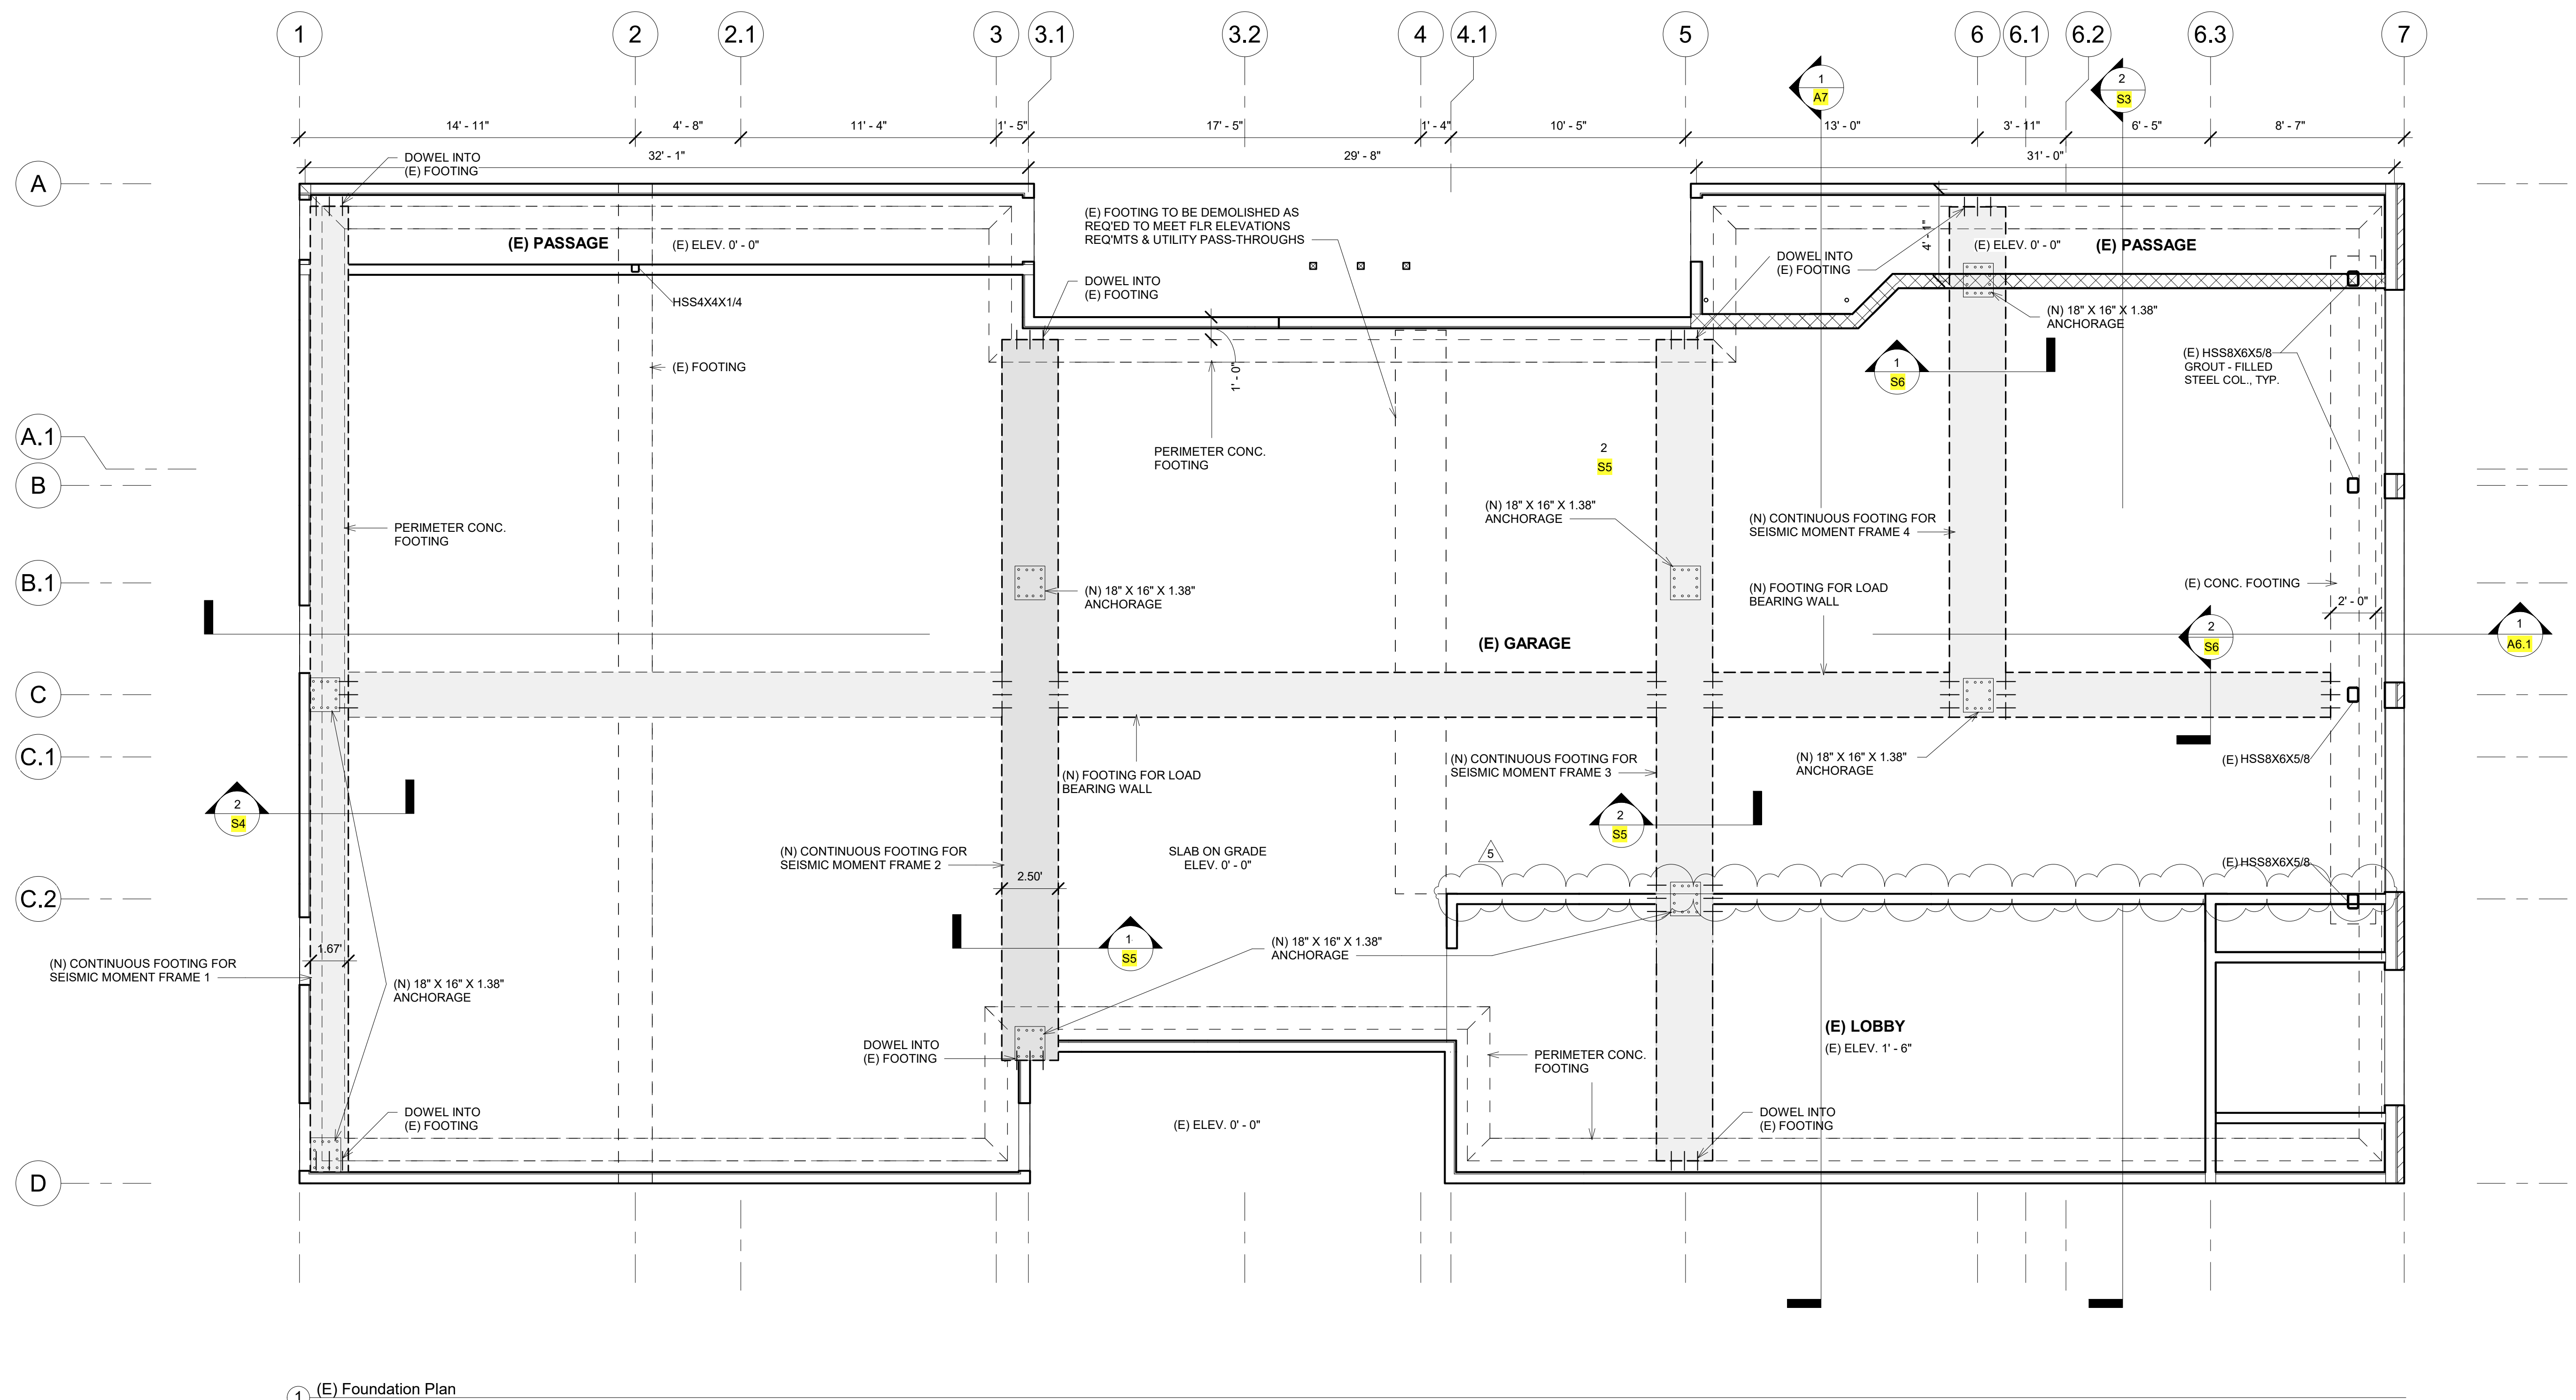 1 2 2.1 3 3.1 3.2 4 4.1 5 6 6.1 6.2 6.3 7
1
A7
2
S3
14' - 11" 4' - 8" 11' - 4" 1' - 5" 17' - 5" 1' - 4" 10' - 5" 13' - 0" 3' - 11" 6' - 5" 8' - 7"
32' - 1" 29' - 8" 31' - 0"
A
DOWEL INTO
(E) FOOTING
(E) PASSAGE
(E) ELEV. 0' - 0"
(E) FOOTING TO BE DEMOLISHED AS
REQ'ED TO MEET FLR ELEVATIONS
REQ'MTS & UTILITY PASS-THROUGHS
4' - 1"
(E) ELEV. 0' - 0"
(E) PASSAGE
DOWEL INTO
(E) FOOTING
DOWEL INTO
(E) FOOTING
HSS4X4X1/4
(N) 18" X 16" X 1.38"
ANCHORAGE
(E) FOOTING
1' - 0"
1
S6
(E) HSS8X6X5/8
GROUT - FILLED
STEEL COL., TYP.
A.1
PERIMETER CONC.
FOOTING
2
S5
B
(N) 18" X 16" X 1.38"
ANCHORAGE
(N) CONTINUOUS FOOTING FOR
SEISMIC MOMENT FRAME 4
PERIMETER CONC.
FOOTING
B.1
(N) 18" X 16" X 1.38"
ANCHORAGE
(N) FOOTING FOR LOAD
BEARING WALL
(E) CONC. FOOTING
2' - 0"
(E) GARAGE
2
S6
1
A6.1
C
C.1
(N) FOOTING FOR LOAD
BEARING WALL
(N) CONTINUOUS FOOTING FOR
SEISMIC MOMENT FRAME 3
(N) 18" X 16" X 1.38"
ANCHORAGE
(E) HSS8X6X5/8
2
S4
2
S5
(N) CONTINUOUS FOOTING FOR
SEISMIC MOMENT FRAME 2
2.50'
SLAB ON GRADE
ELEV. 0' - 0"
5
(E) HSS8X6X5/8
C.2
1
S5
(N) 18" X 16" X 1.38"
ANCHORAGE
1.67'
(N) CONTINUOUS FOOTING FOR
SEISMIC MOMENT FRAME 1
(N) 18" X 16" X 1.38"
ANCHORAGE
(E) LOBBY
(E) ELEV. 1' - 6"
DOWEL INTO
(E) FOOTING
PERIMETER CONC.
FOOTING
DOWEL INTO
(E) FOOTING
(E) ELEV. 0' - 0"
DOWEL INTO
(E) FOOTING
D
1
(E) Foundation Plan